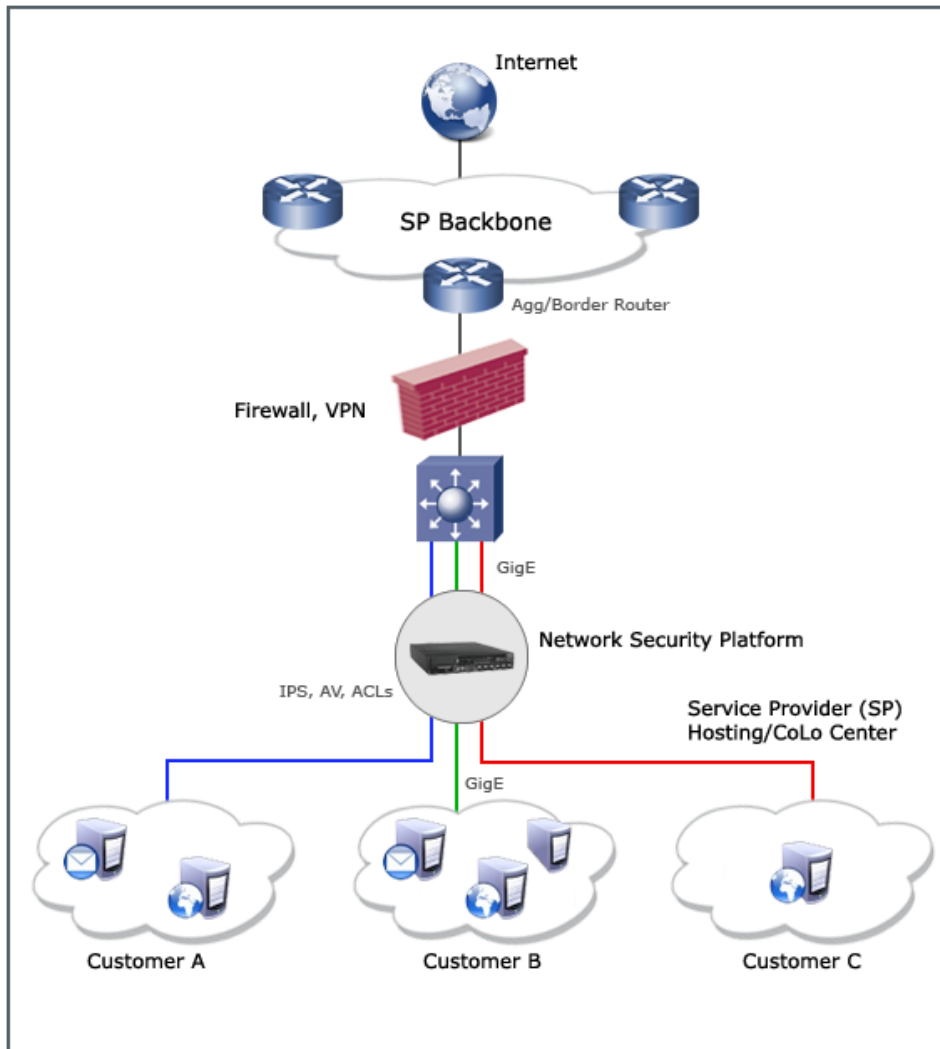 Internet
SP Backbone
Agg/Border Router
Firewall, VPN
GigE
Network Security Platform
IPS, AV, ACLs
Service Provider (SP)
Hosting/CoLo Center
GigE
Customer A
Customer B
Customer C